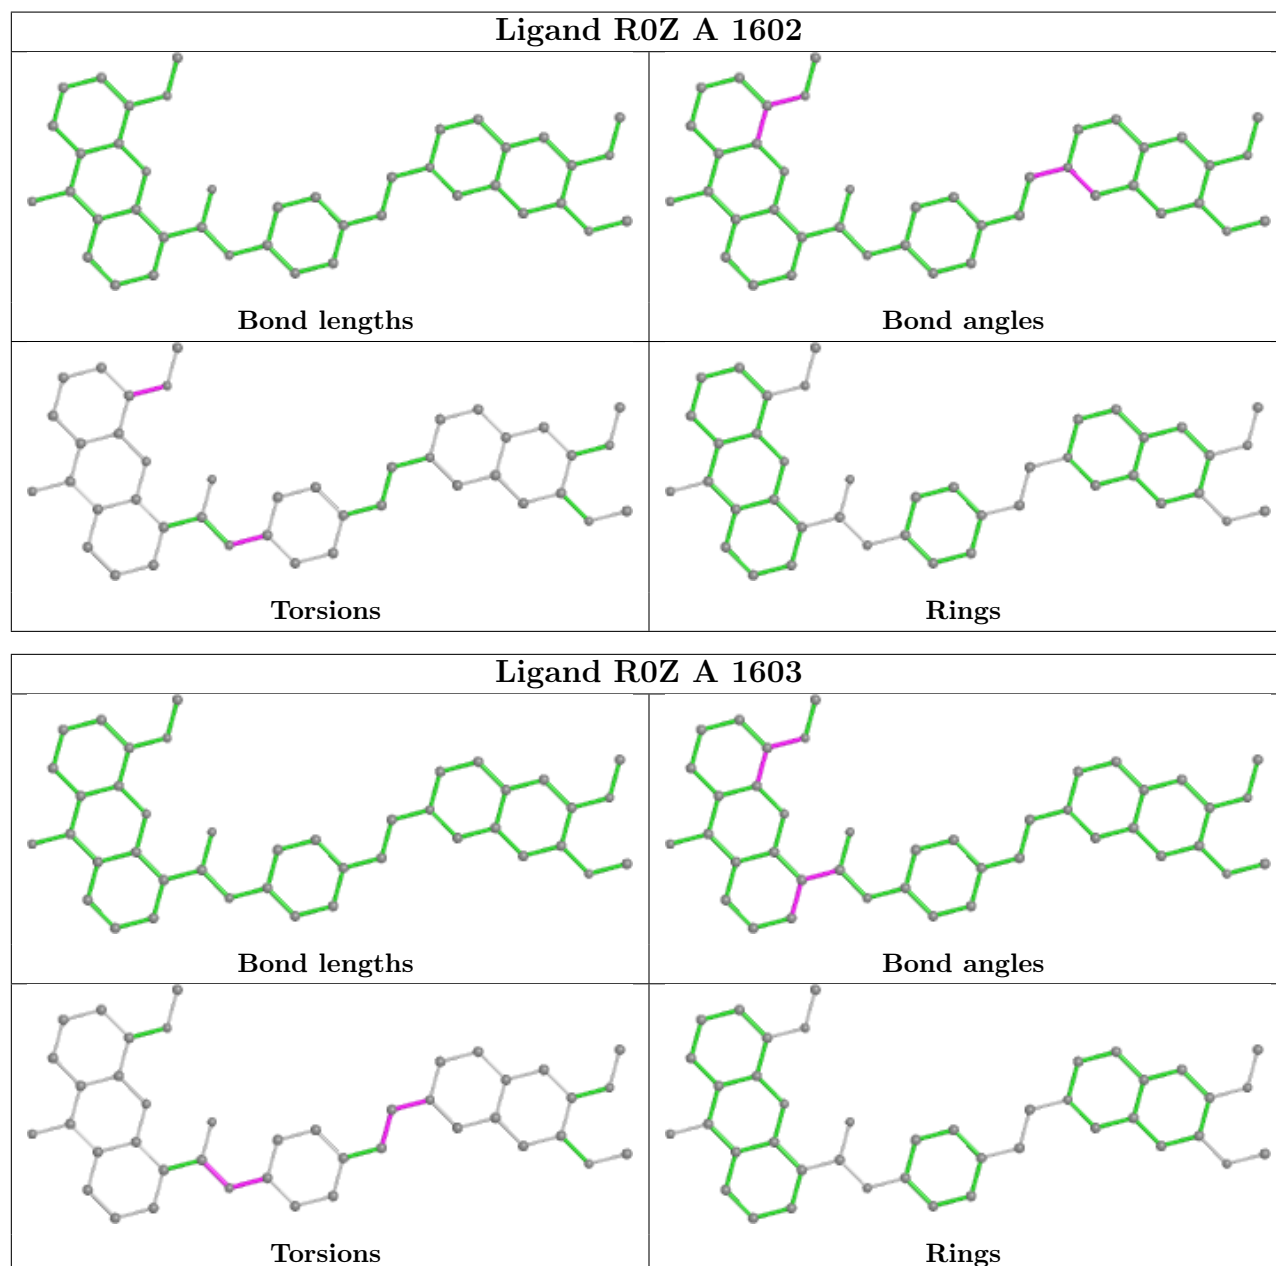 Ligand R0Z A 1602
Bond lengths
Bond angles
Torsions
Rings
Ligand R0Z A 1603
Bond lengths
Bond angles
Torsions
Rings